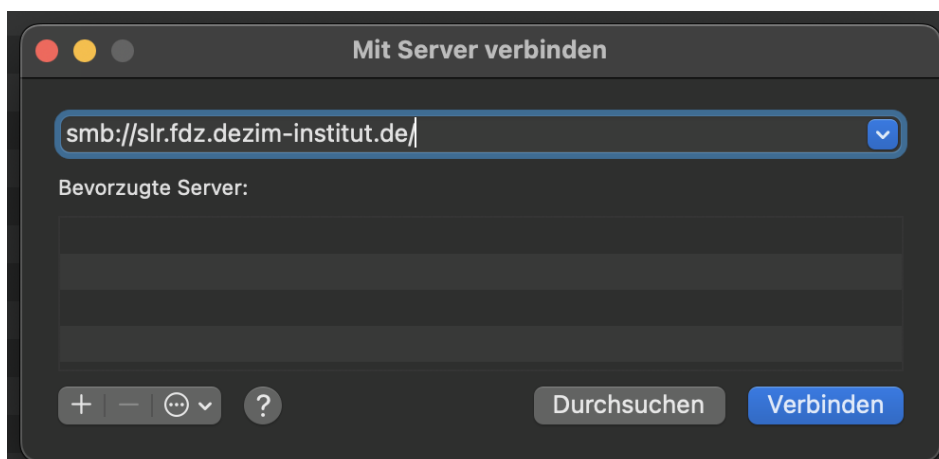 Mit Server verbinden
smb://slr.fdz.dezim-institut.de/
Bevorzugte Server:
?
Durchsuchen
Verbinden